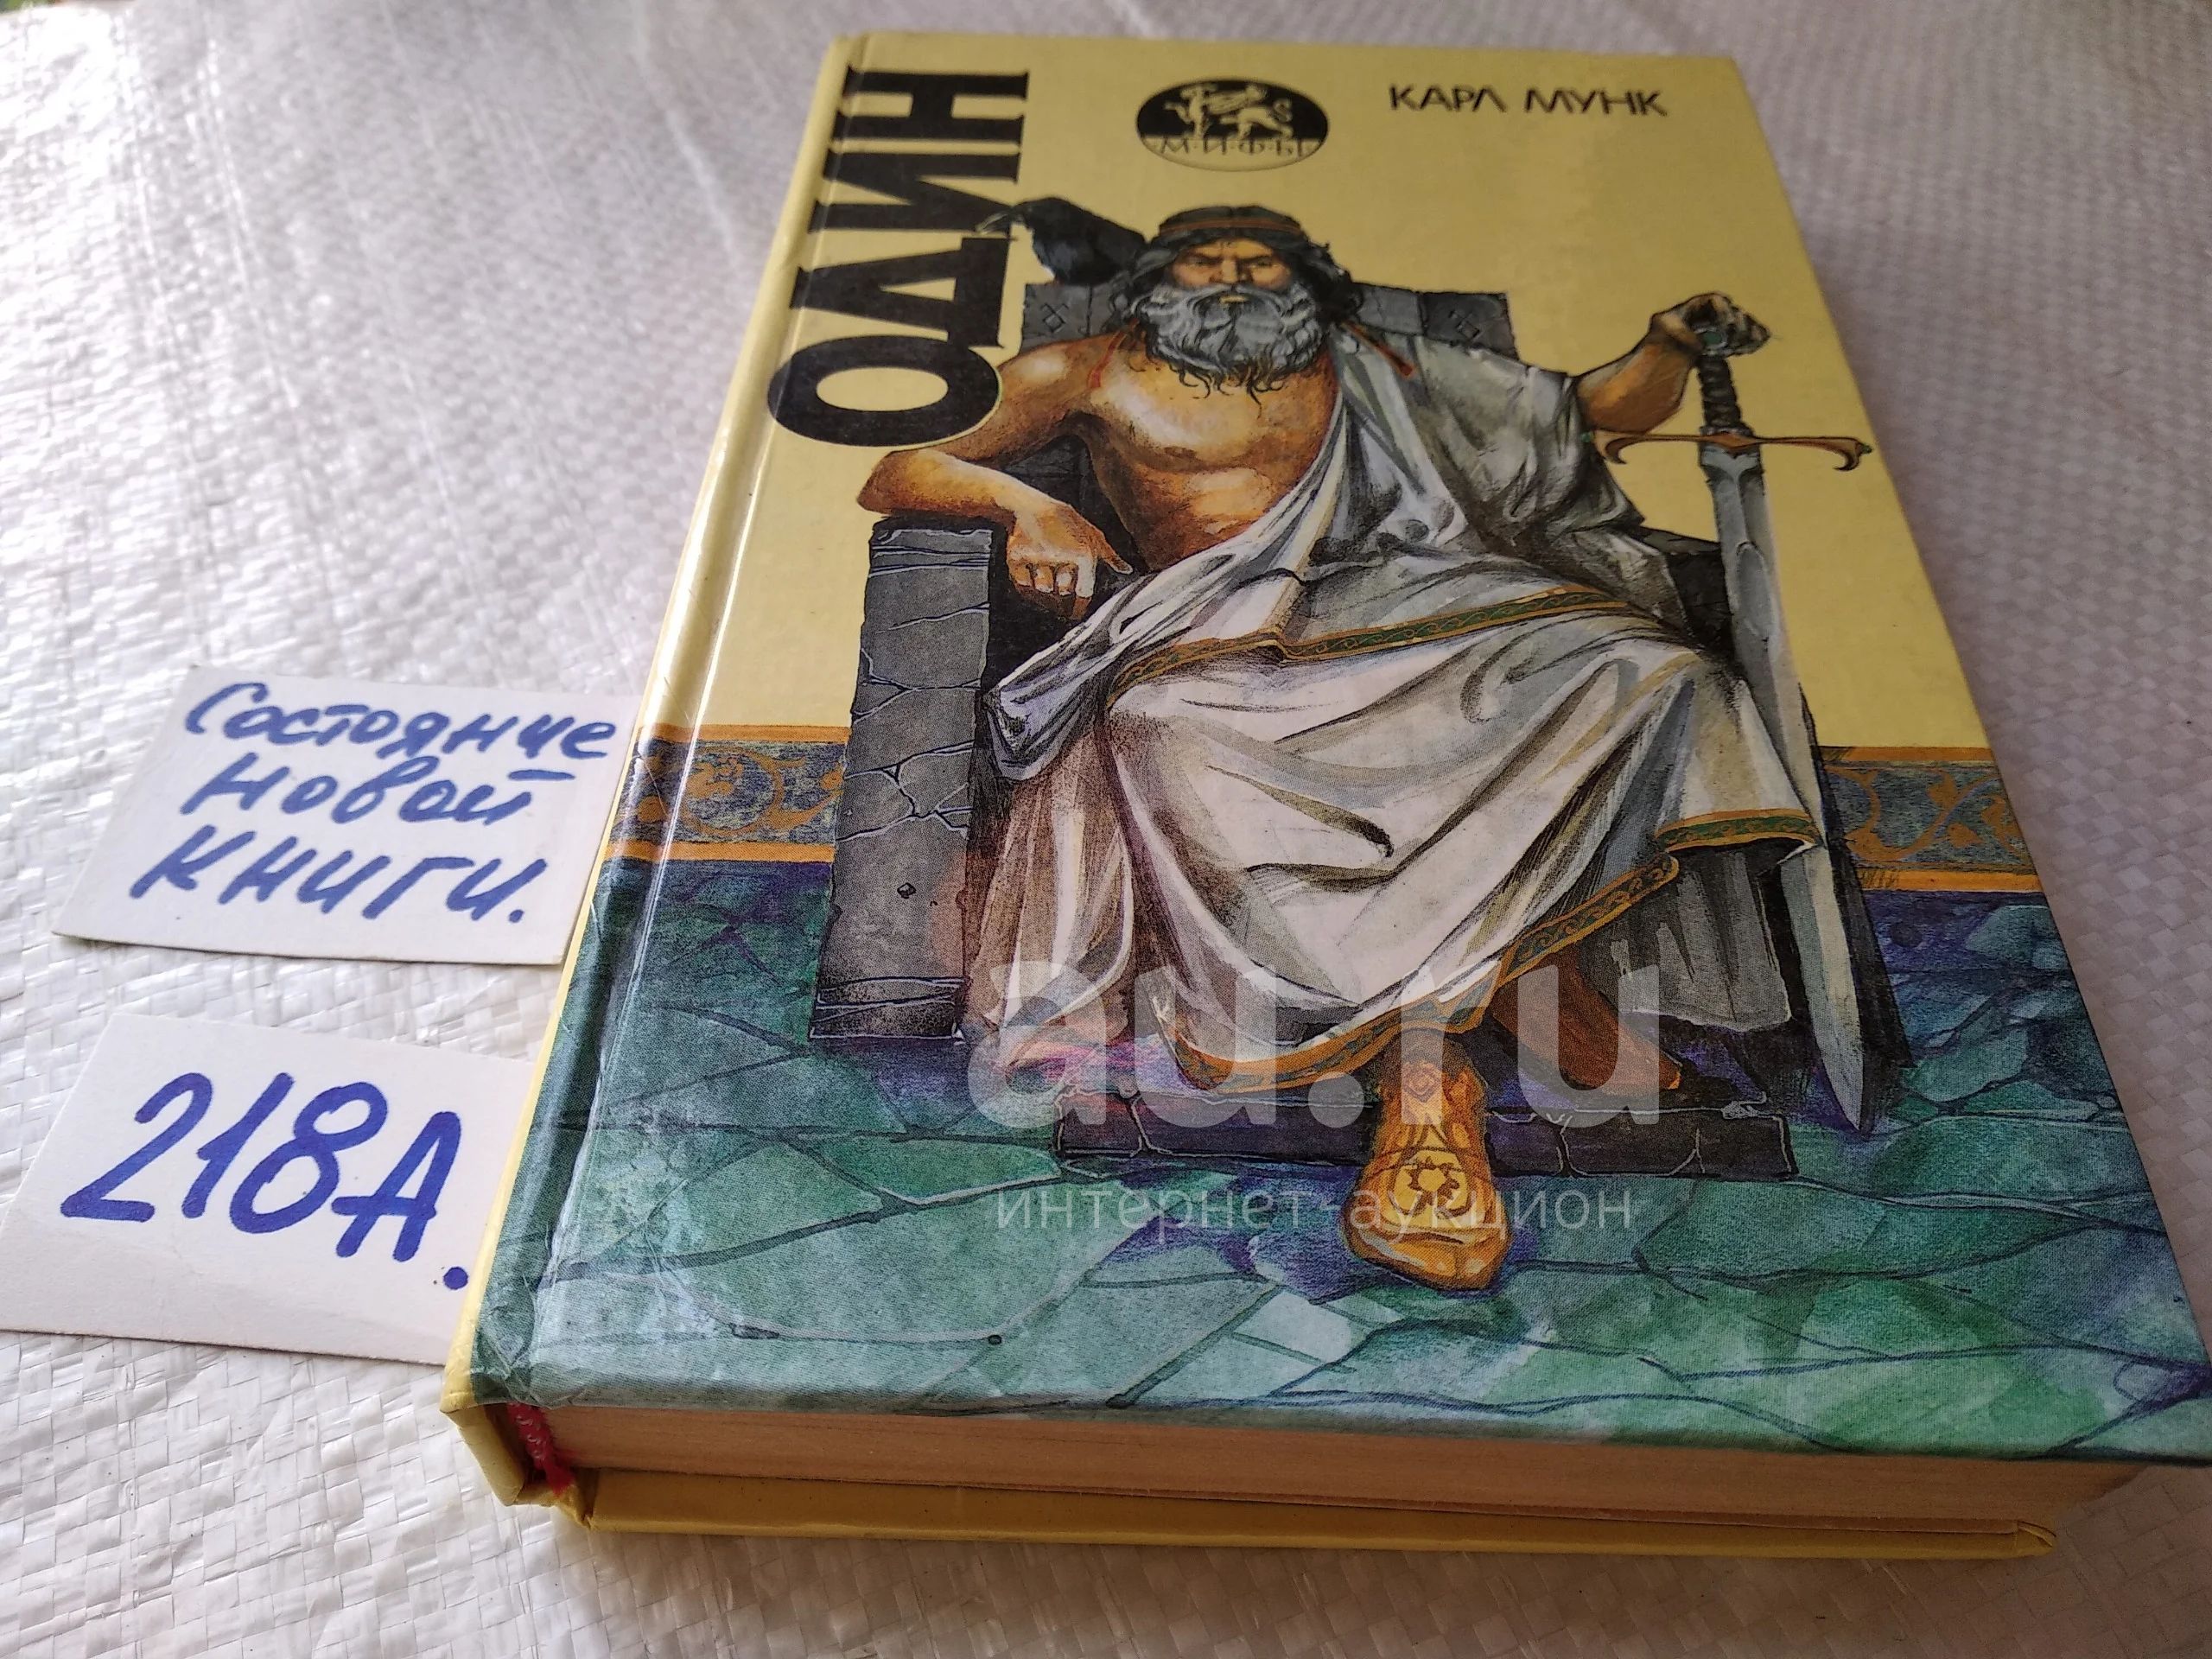 ОДИН
МИФЫ
КАРЛ МУНК
Состояние
новой
книги.
218А.
au.ru
интернет-аукцион